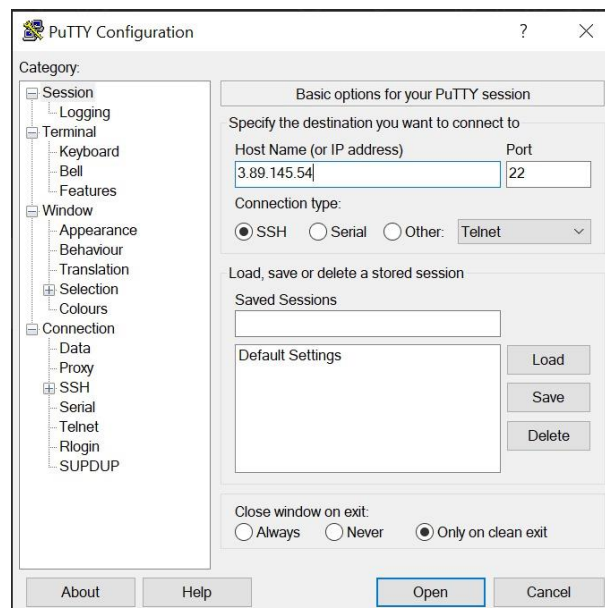 PuTTY Configuration
?
Category:
Session
Logging
Terminal
Keyboard
Bell
Features
Window
Appearance
Behaviour
Translation
Selection
Colours
Connection
Data
Proxy
SSH
Serial
Telnet
Rlogin
SUPDUP
Basic options for your PuTTY session
Specify the destination you want to connect to
Host Name (or IP address) Port
3.89.145.54 22
Connection type:
SSH Serial Other: Telnet
Load, save or delete a stored session
Saved Sessions
Default Settings
Load
Save
Delete
Close window on exit:
Always Never Only on clean exit
About Help Open Cancel